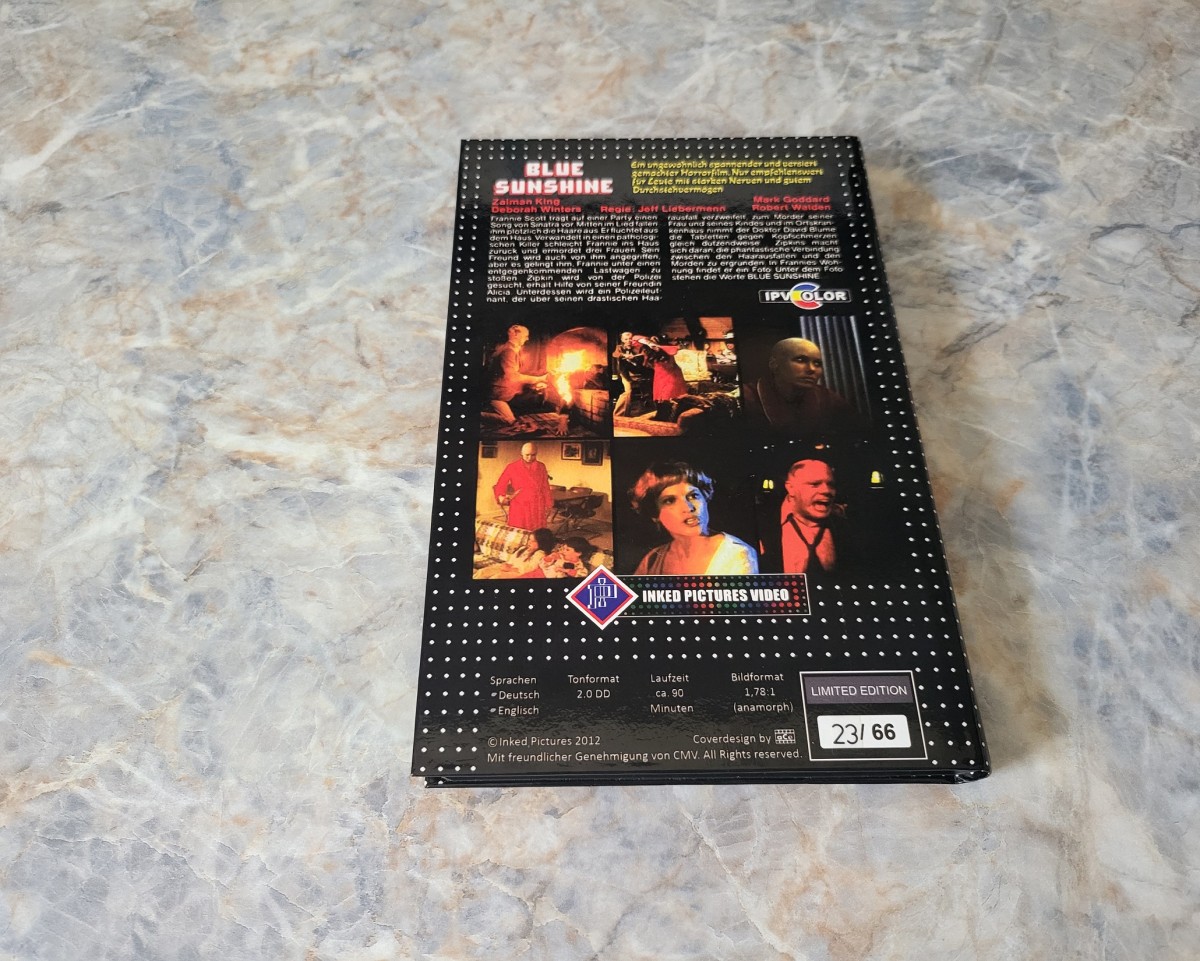 BLUE
SUNSHINE
Ein ungewöhnlich spannender und versiert
gemachter Horrorfilm. Nur empfehlenswert
für Leute mit starken Nerven und gutem
Durchstehvermögen
Zalman King
Mark Goddard
Deborah Winters
Regie: Jeff Liebermann
Robert Walden
Frannie Scott trägt auf einer Party einen
Song von Sinatra vor. Mitten im Lied fallen
ihm plötzlich die Haare aus. Er flüchtet aus
dem Haus. Verwandelt in einen pathologi-
schen Killer schleicht Frannie ins Haus
zurück und ermordet drei Frauen. Sein
Freund wird auch von ihm angegriffen,
aber es gelingt ihm, Frannie unter einen
entgegenkommenden Lastwagen zu
stoßen. Zipkin wird von der Polizei
gesucht, erhält Hilfe von seiner Freundin
Alicia. Unterdessen wird ein Polizeileut-
nant, der über seinen drastischen Haa-
rausfall verzweifelt, zum Mörder seiner
Frau und seines Kindes und im Ortskran-
kenhaus nimmt der Doktor David Blume
die Tabletten gegen Kopfschmerzen
gleich dutzendweise. Zipkins macht
sich daran, die phantastische Verbindung
zwischen den Haarausfällen und den
Morden zu ergründen. In Frannies Woh-
nung findet er ein Foto. Unter dem Foto
stehen die Worte BLUE SUNSHINE.
IPVCOLOR
INKED PICTURES VIDEO
Sprachen
Deutsch
Englisch
Tonformat
2.0 DD
Laufzeit
ca. 90
Minuten
Bildformat
1,78:1
(anamorph)
LIMITED EDITION
23/ 66
© Inked Pictures 2012
Coverdesign by
Mit freundlicher Genehmigung von CMV. All Rights reserved.